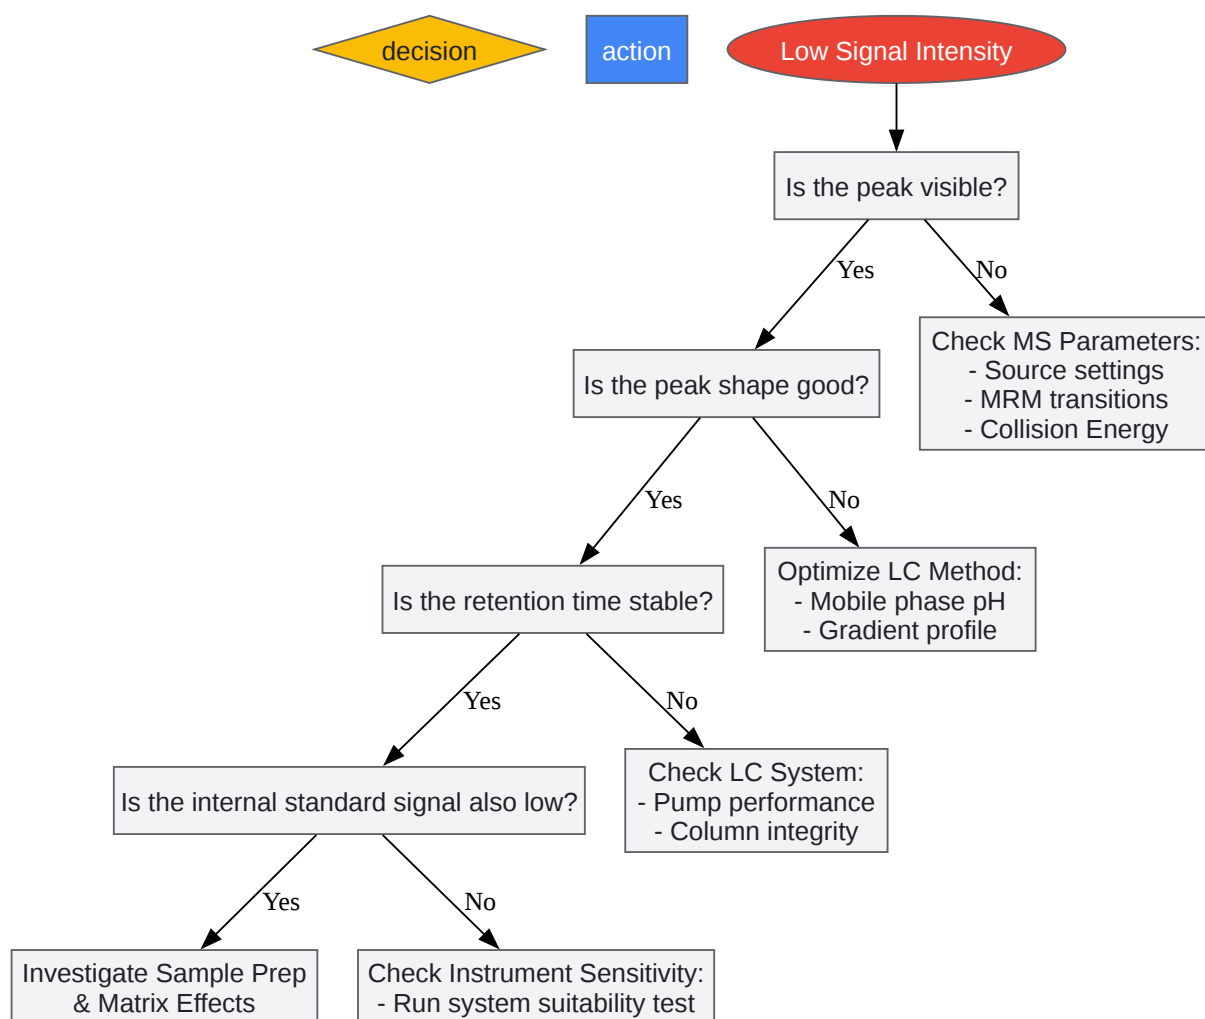 decision
action
Low Signal Intensity
Is the peak visible?
Yes
No
Check MS Parameters:
- Source settings
- MRM transitions
- Collision Energy
Is the peak shape good?
Yes
No
Optimize LC Method:
- Mobile phase pH
- Gradient profile
Is the retention time stable?
Yes
No
Check LC System:
- Pump performance
- Column integrity
Is the internal standard signal also low?
Yes
No
Investigate Sample Prep
& Matrix Effects
Check Instrument Sensitivity:
- Run system suitability test